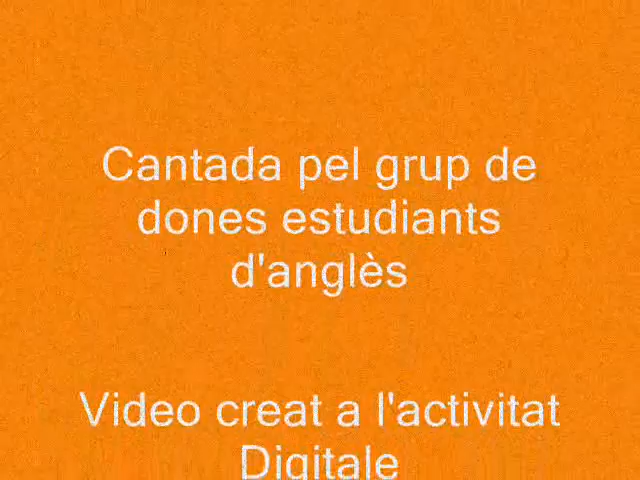 Cantada pel grup de
dones estudiants
d'anglès
Video creat a l'activitat
Digitale